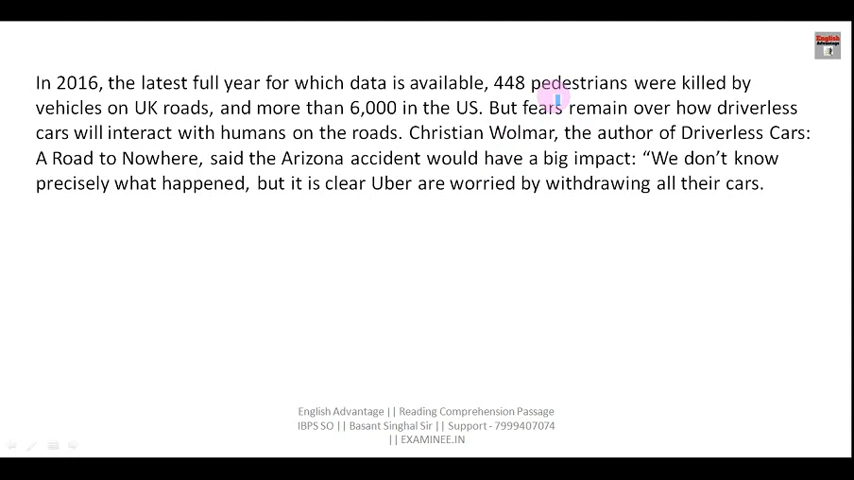 English
Advantage
In 2016, the latest full year for which data is available, 448 pedestrians were killed by
vehicles on UK roads, and more than 6,000 in the US. But fears remain over how driverless
cars will interact with humans on the roads. Christian Wolmar, the author of Driverless Cars:
A Road to Nowhere, said the Arizona accident would have a big impact: “We don’t know
precisely what happened, but it is clear Uber are worried by withdrawing all their cars.
English Advantage || Reading Comprehension Passage
IBPS SO || Basant Singhal Sir || Support - 7999407074
|| EXAMINEE.IN